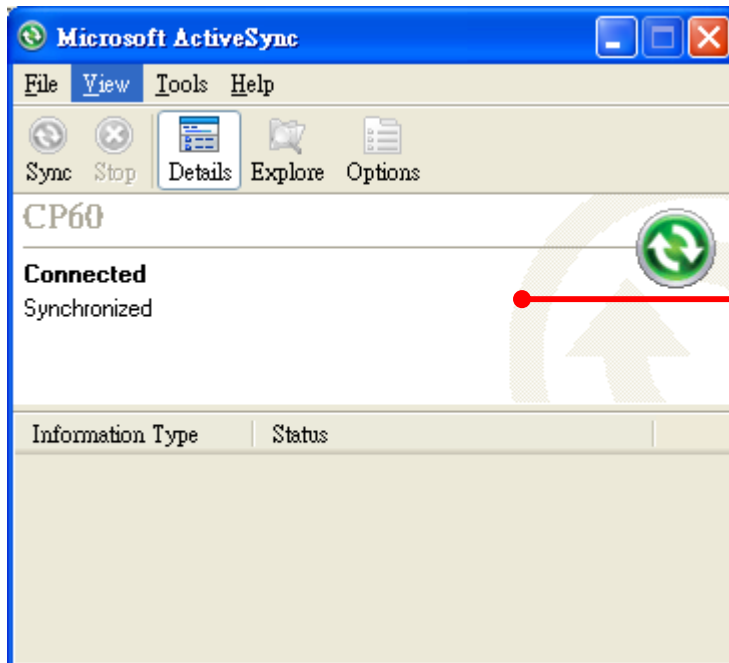 Microsoft ActiveSync
File View Tools Help
Sync Stop Details Explore Options
CP60
Connected
Synchronized
Information Type Status